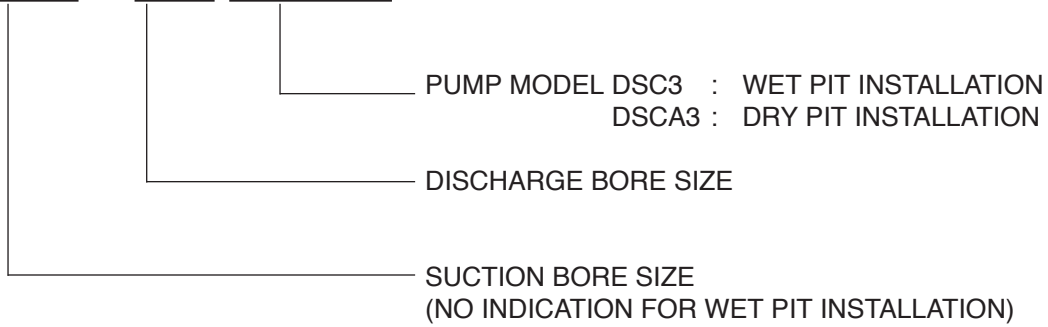 PUMP MODEL DSC3 : WET PIT INSTALLATION
DSCA3 : DRY PIT INSTALLATION
DISCHARGE BORE SIZE
SUCTION BORE SIZE
(NO INDICATION FOR WET PIT INSTALLATION)